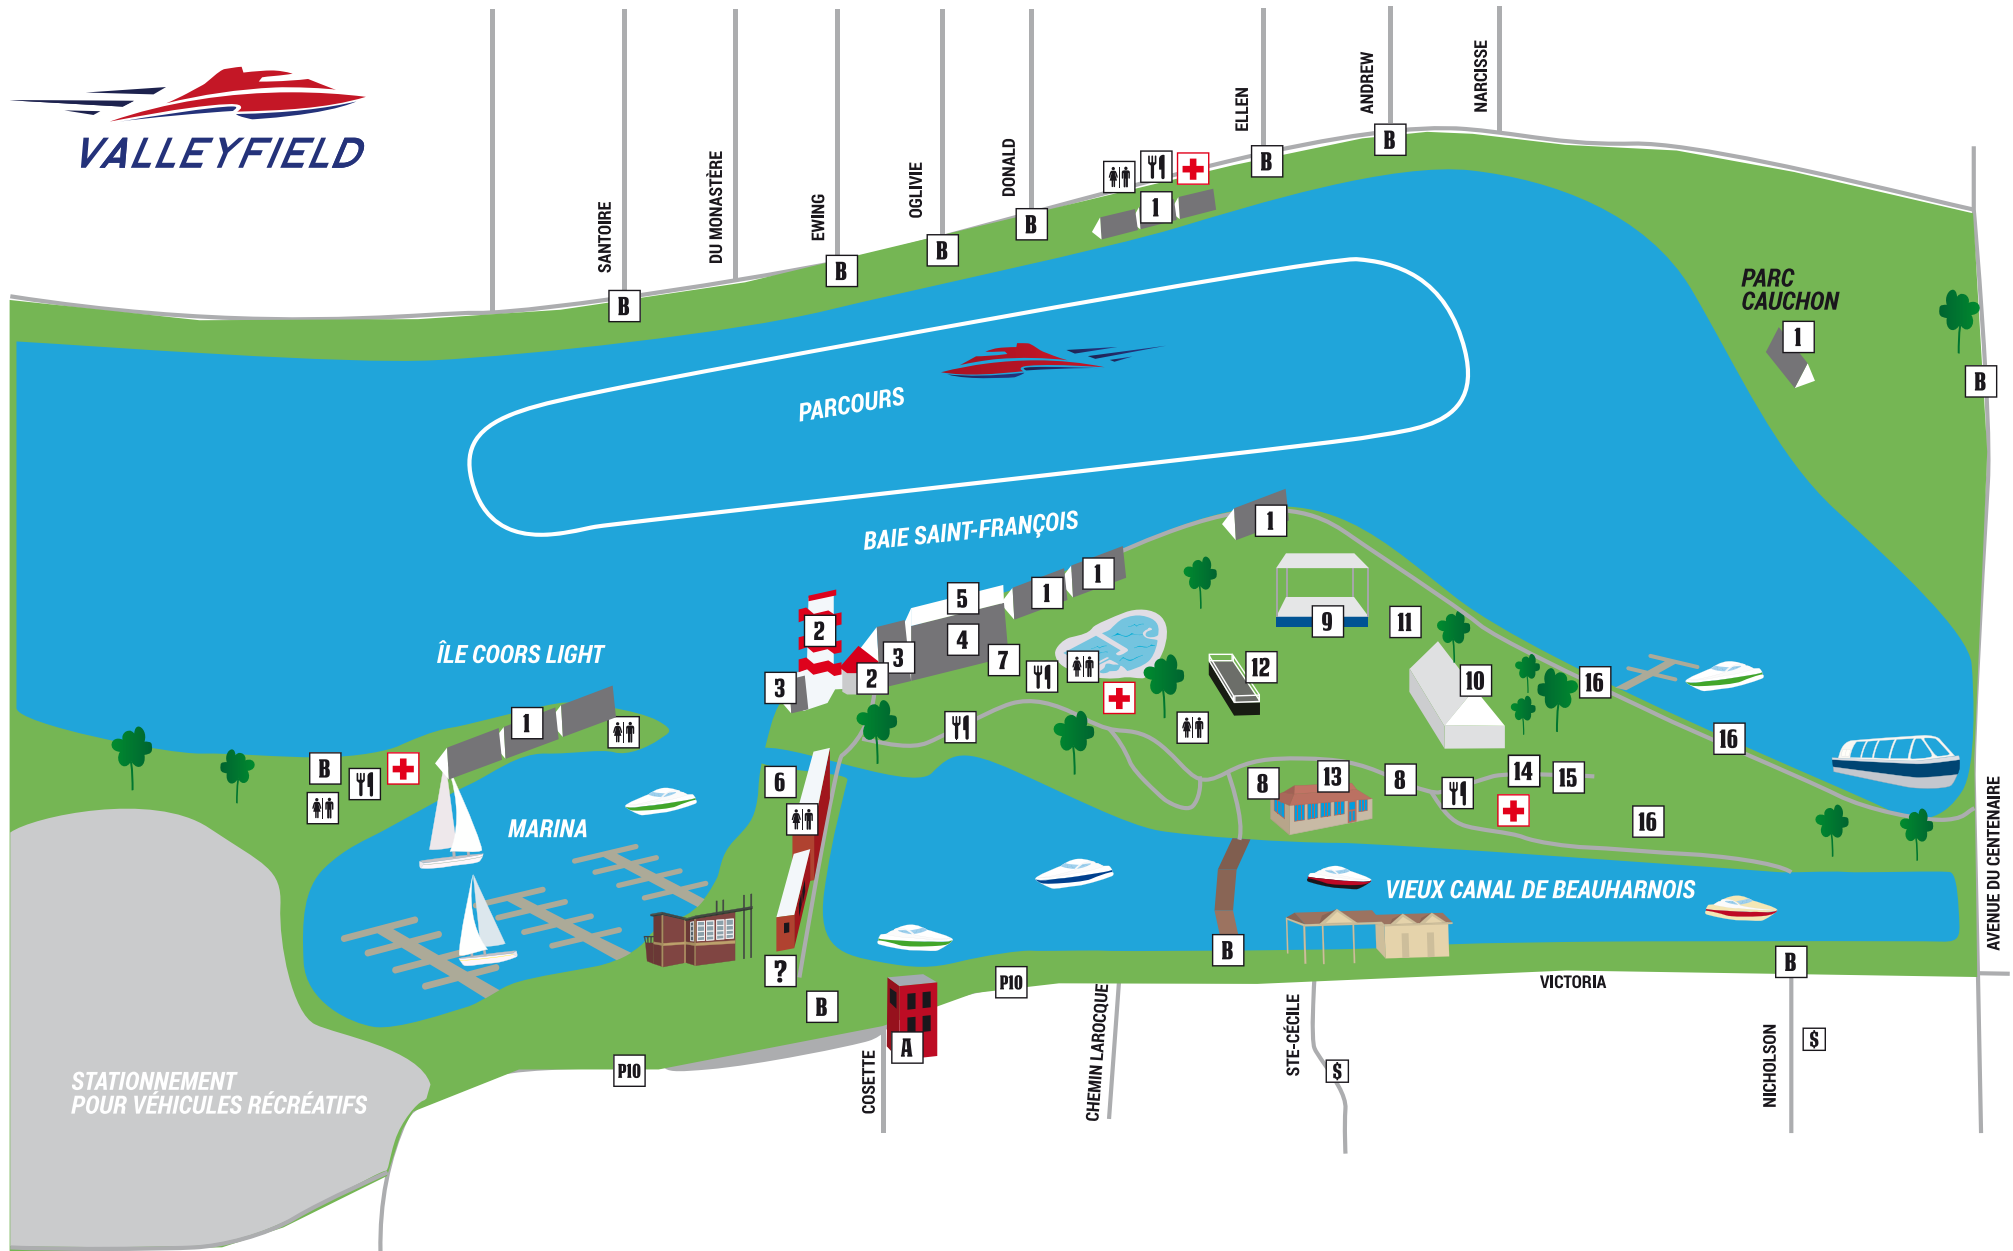 VALLEYFIELD
SANTOIRE
DU MONASTÈRE
EWING
OGLIVIE
DONALD
ELLEN
ANDREW
NARCISSE
B
B
B
B
B
B
1
PARC
CAUCHON
1
B
PARCOURS
BAIE SAINT-FRANÇOIS
1
1
1
5
2
4
3
7
2
3
9
11
12
10
16
16
ÎLE COORS LIGHT
1
B
6
MARINA
8
13
8
14
15
16
VIEUX CANAL DE BEAUHARNOIS
AVENUE DU CENTENAIRE
?
B
B
B
P10
VICTORIA
A
P10
COSETTE
CHEMIN LAROCQUE
STE-CÉCILE
$
NICHOLSON
$
STATIONNEMENT
POUR VÉHICULES RÉCRÉATIFS